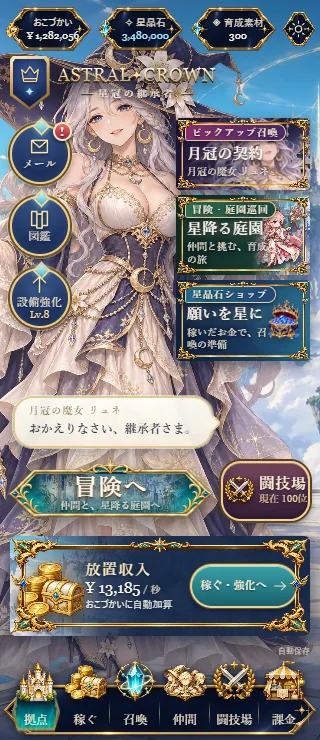 おこづかい
¥1,282,056
✧ 星晶石
3,480,000
◈ 育成素材
300
ASTRAL CROWN
星冠の継承者
メール
!
図鑑
設備強化
Lv.8
ピックアップ召喚
月冠の契約
月冠の魔女 リュネ
冒険・庭園巡回
星降る庭園
仲間と挑む、育成
の旅
星晶石ショップ
願いを星に
稼いだお金で、召
喚の準備
月冠の魔女 リュネ
おかえりなさい、継承者さま。
冒険へ
仲間と、星降る庭園へ
闘技場
現在 100位
放置収入
¥13,185 / 秒
おこづかいに自動加算
稼ぐ・強化へ →
自動保存
拠点
稼ぐ
召喚
仲間
闘技場
課金